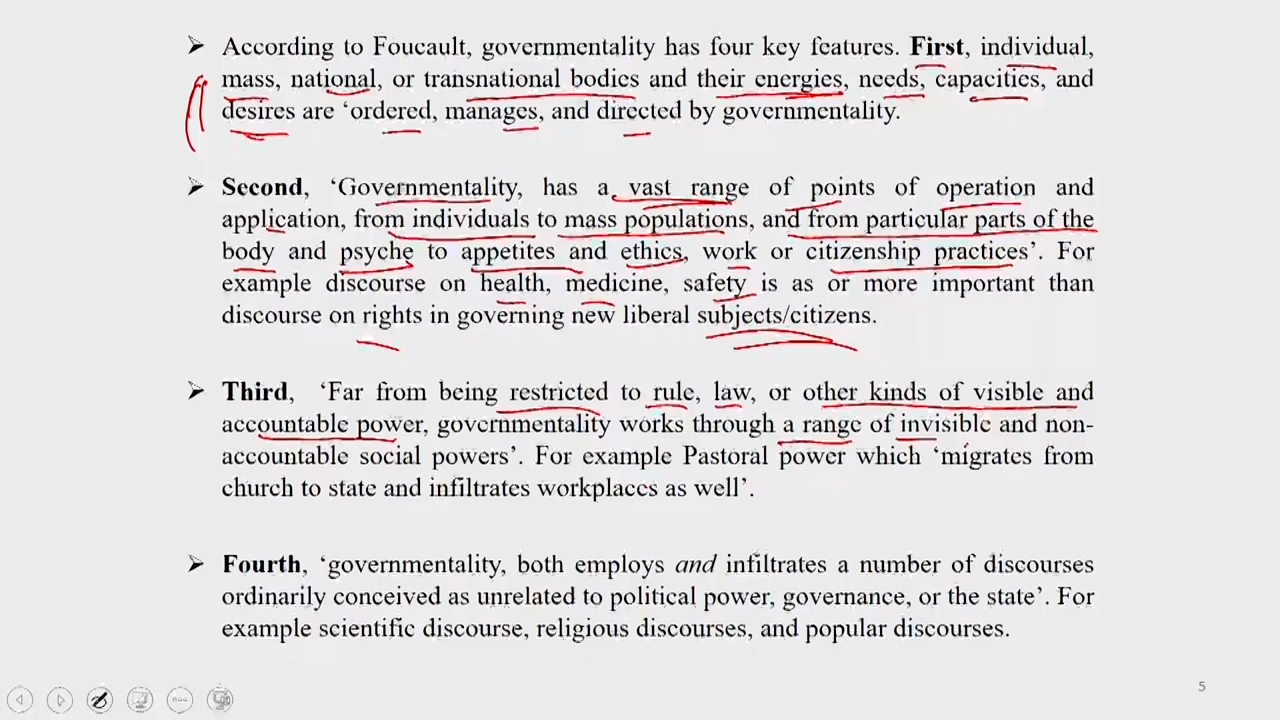 ➢ According to Foucault, governmentality has four key features. First, individual,
mass, national, or transnational bodies and their energies, needs, capacities, and
desires are ‘ordered, manages, and directed by governmentality.
➢ Second, ‘Governmentality, has a vast range of points of operation and
application, from individuals to mass populations, and from particular parts of the
body and psyche to appetites and ethics, work or citizenship practices’. For
example discourse on health, medicine, safety is as or more important than
discourse on rights in governing new liberal subjects/citizens.
➢ Third, ‘Far from being restricted to rule, law, or other kinds of visible and
accountable power, governmentality works through a range of invisible and non-
accountable social powers’. For example Pastoral power which ‘migrates from
church to state and infiltrates workplaces as well’.
➢ Fourth, ‘governmentality, both employs and infiltrates a number of discourses
ordinarily conceived as unrelated to political power, governance, or the state’. For
example scientific discourse, religious discourses, and popular discourses.
5